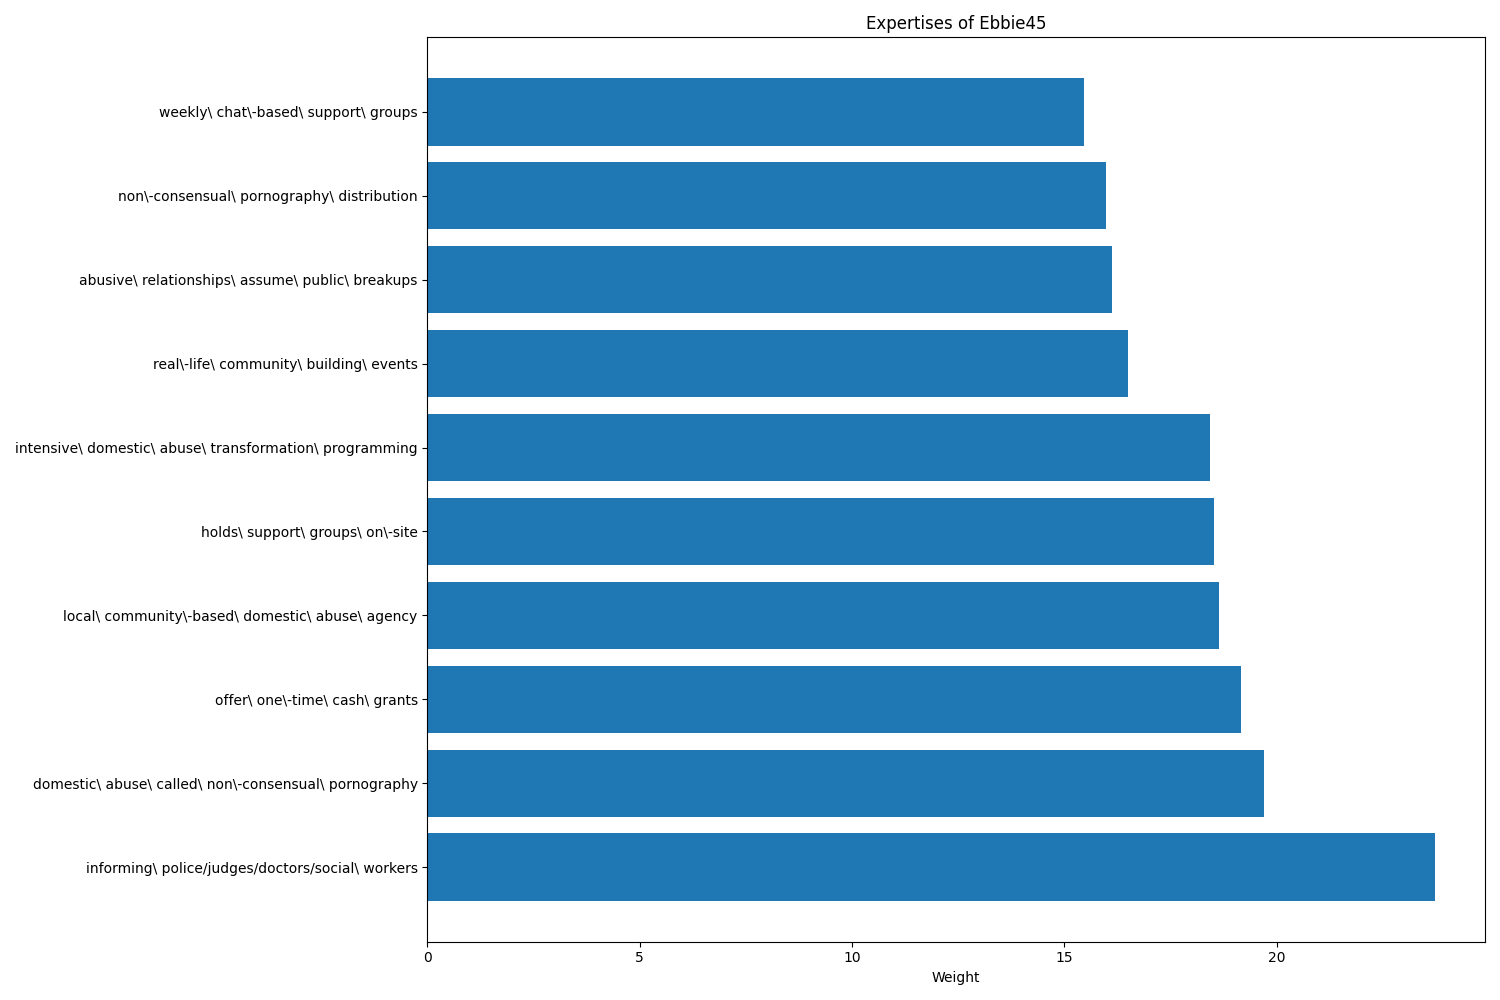 Expertises of Ebbie45
weekly\ chat\-based\ support\ groups
non\-consensual\ pornography\ distribution
abusive\ relationships\ assume\ public\ breakups
real\-life\ community\ building\ events
intensive\ domestic\ abuse\ transformation\ programming
holds\ support\ groups\ on\-site
local\ community\-based\ domestic\ abuse\ agency
offer\ one\-time\ cash\ grants
domestic\ abuse\ called\ non\-consensual\ pornography
informing\ police/judges/doctors/social\ workers
0 5 10 15 20
Weight